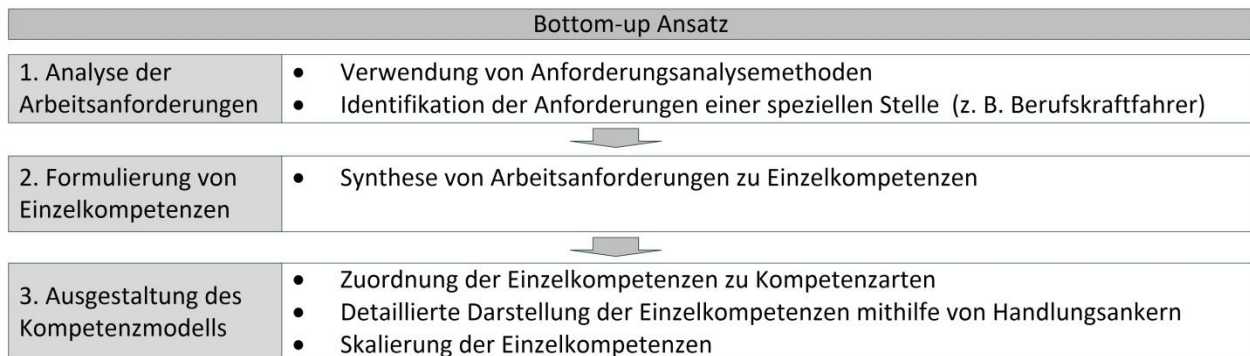 Bottom-up Ansatz
1. Analyse der
Arbeitsanforderungen
• Verwendung von Anforderungsanalysemethoden
• Identifikation der Anforderungen einer speziellen Stelle (z. B. Berufskraftfahrer)
2. Formulierung von
Einzelkompetenzen
• Synthese von Arbeitsanforderungen zu Einzelkompetenzen
3. Ausgestaltung des
Kompetenzmodells
• Zuordnung der Einzelkompetenzen zu Kompetenzarten
• Detaillierte Darstellung der Einzelkompetenzen mithilfe von Handlungsankern
• Skalierung der Einzelkompetenzen